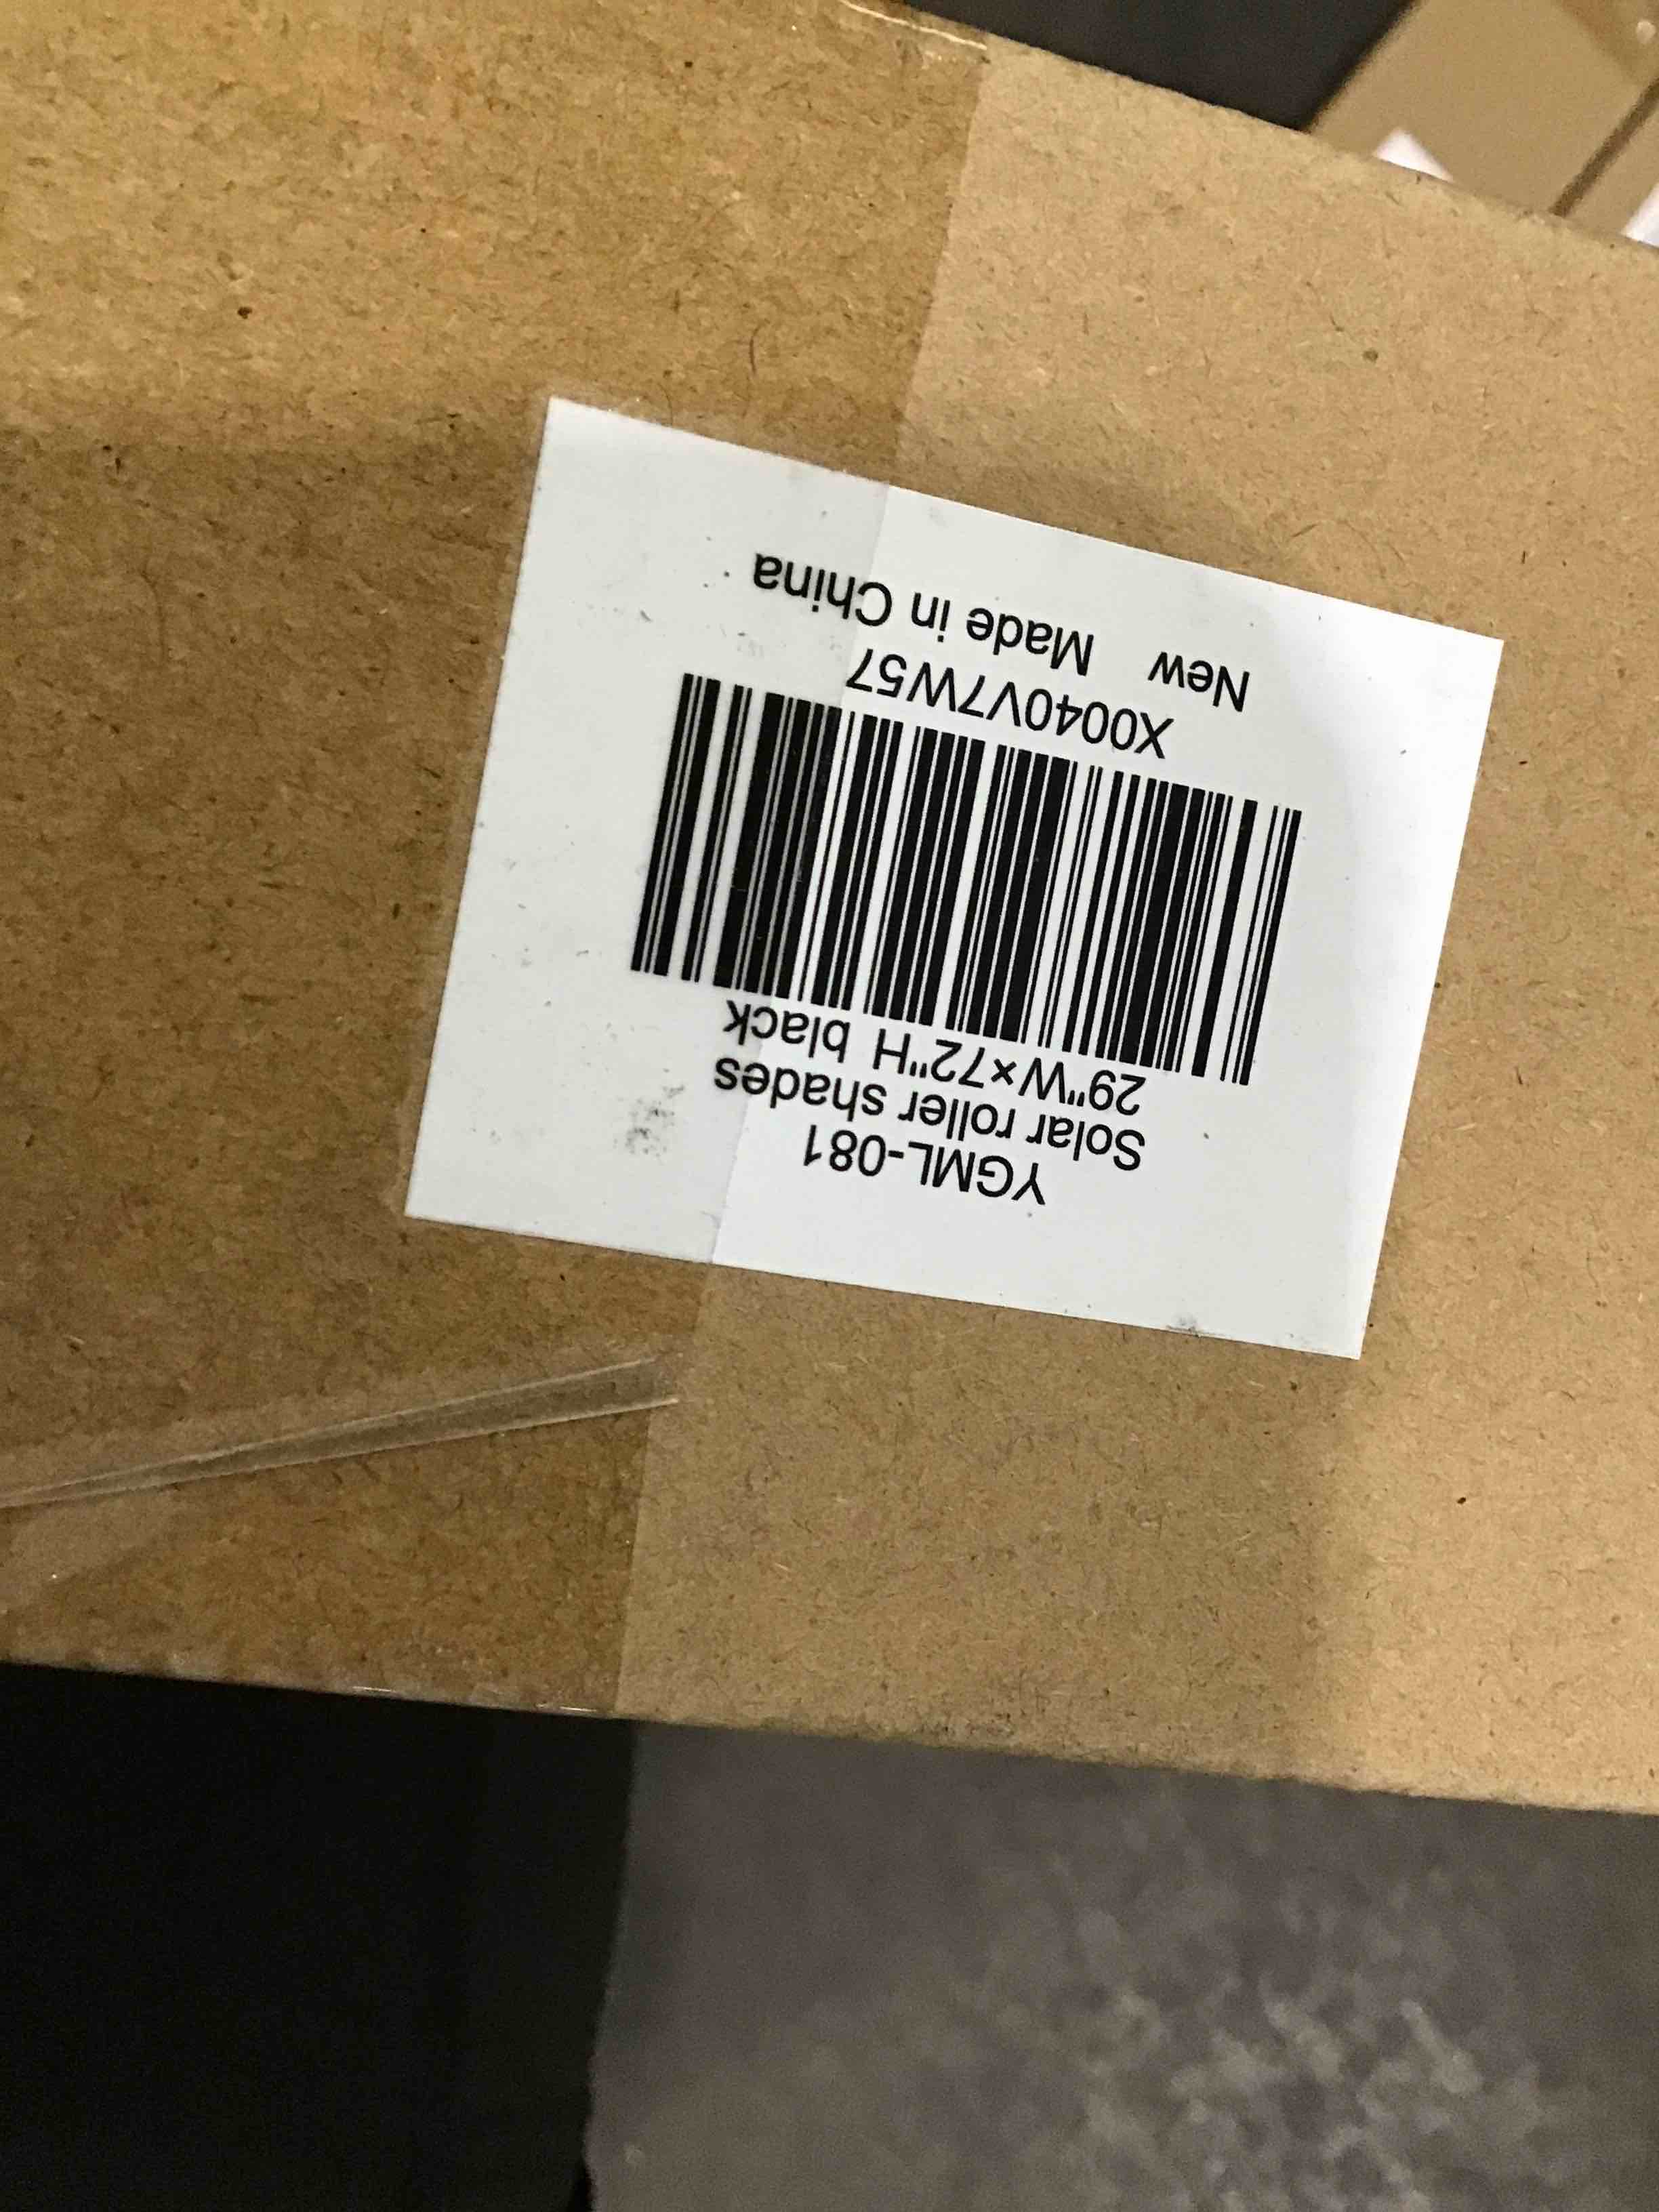 YGML-081
Solar roller shades
29"W×72"H black
X0040V7W57
New Made in China